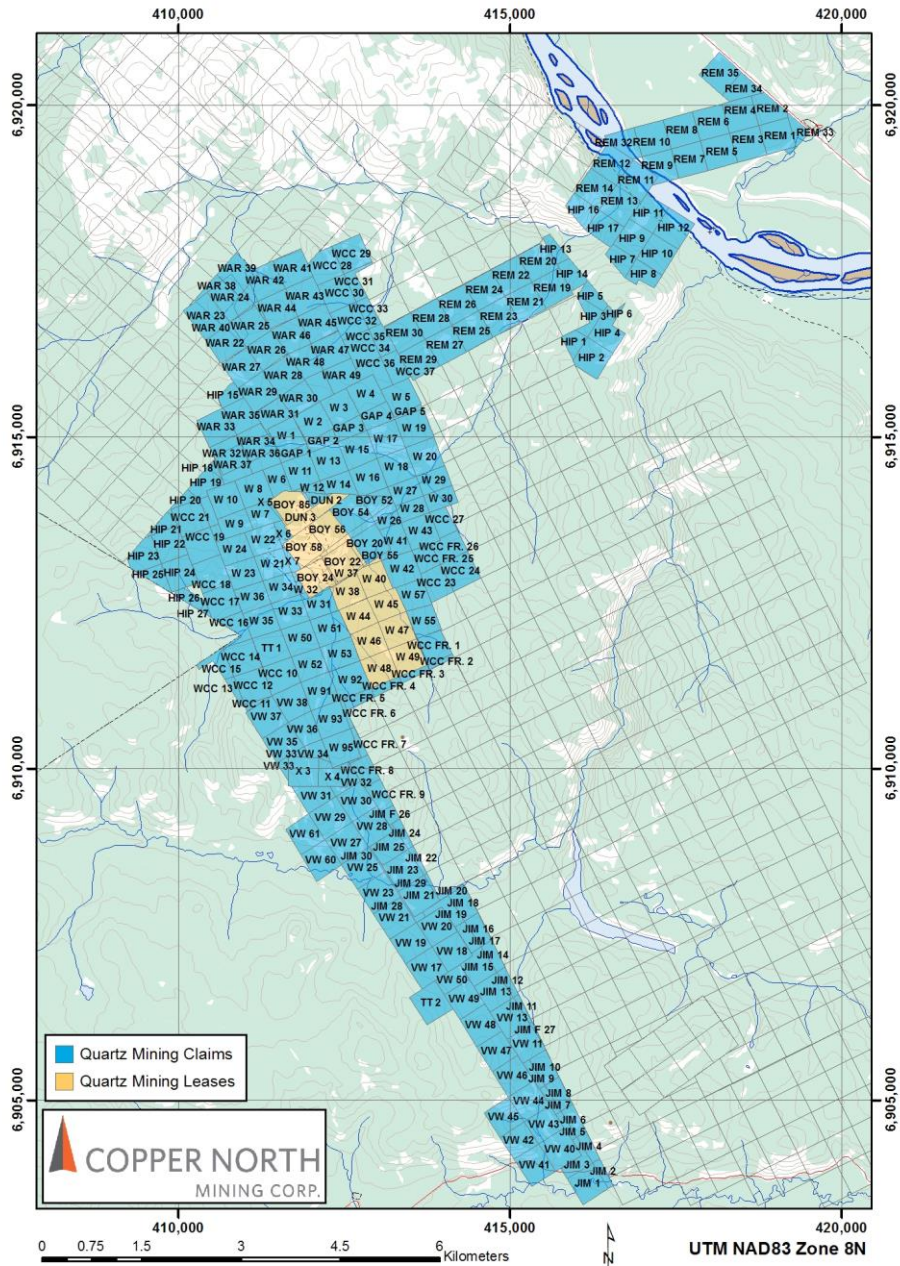 410,000 415,000 420,000
6,920,000 6,920,000
REM 35
REM 34
REM 4 REM 2
REM 6
REM 8 REM 3 REM 1 REM 33
REM 32 REM 10
REM 5
REM 7
REM 12 REM 9
REM 11
REM 14
REM 13
HIP 16 HIP 11
HIP 17 HIP 12
HIP 9
HIP 10
HIP 7
HIP 8
HIP 13
WCC 29
WAR 39 WAR 41 WCC 28 REM 20
WAR 42 REM 22 HIP 14
WAR 38 WCC 31
WAR 24 WAR 43 WCC 30 REM 24 REM 19 HIP 5
WAR 44 WCC 33 REM 26 REM 21
WAR 23 REM 28 REM 23 HIP 3 HIP 6
WAR 40 WAR 25 WAR 45 WCC 32
WAR 46 WCC 35 REM 30 REM 25 HIP 4
WAR 22 WAR 26 WAR 47 WCC 34 REM 27 HIP 1
WAR 48 WCC 36 REM 29 HIP 2
WAR 27 WAR 28 WAR 49 WCC 37
HIP 15 WAR 29 WAR 30 W 4 W 5
WAR 35 WAR 31 W 3 GAP 4 GAP 5
WAR 33 W 2 GAP 3 W 19
6,915,000 6,915,000
WAR 34 W 1 GAP 2 W 17
WAR 32 WAR 36 GAP 1 W 15 W 20
HIP 18 WAR 37 W 13 W 18
HIP 19 W 6 W 11 W 16 W 29
W 8 W 12 W 14 W 27
HIP 20 W 10 X 5 BOY 85 DUN 2 BOY 52 W 30
WCC 21 W 7 DUN 3 BOY 54 W 28
HIP 21 W 9 BOY 56 W 26 WCC 27
HIP 22 WCC 19 W 22 X 6 W 43
HIP 23 W 24 BOY 58 BOY 20 W 41 WCC FR. 26
W 21 X 7 BOY 22 BOY 55 WCC FR. 25
HIP 25 HIP 24 W 23 BOY 24 W 37 W 40 W 42 WCC 24
WCC 18 W 34 W 32 W 38 WCC 23
HIP 26 WCC 17 W 36 W 31 W 45 W 57
HIP 27 W 33 W 44
WCC 16 W 35 W 51 W 47 W 55
W 50 W 46
TT 1 W 53 WCC FR. 1
WCC 14 W 52 W 49 WCC FR. 2
WCC 15 WCC 10 W 48 WCC FR. 3
WCC 13 WCC 12 W 92 WCC FR. 4
WCC 11 W 91 WCC FR. 5
VW 38
VW 37 W 93 WCC FR. 6
VW 36
VW 35 W 95 WCC FR. 7
VW 33 VW 34
6,910,000 6,910,000
VW 33 X 3 X 4 WCC FR. 8
VW 32
VW 31 VW 30 WCC FR. 9
VW 29 JIM F 26
VW 61 VW 28 JIM 24
VW 27 JIM 25
VW 60 JIM 30 JIM 22
VW 25 JIM 23
JIM 29
VW 23 JIM 21 JIM 20
JIM 28 JIM 18
VW 21 JIM 19
VW 20 JIM 16
VW 19 JIM 17
VW 18 JIM 14
VW 17 JIM 15
VW 50 JIM 12
TT 2 VW 49 JIM 13
JIM 11
VW 48 VW 13
JIM F 27
VW 47 VW 11
JIM 10
VW 46 JIM 9
6,905,000 6,905,000
VW 44 JIM 8
JIM 7
VW 45 VW 43 JIM 6
JIM 5
VW 42 VW 40 JIM 4
VW 41 JIM 3 JIM 2
JIM 1
Quartz Mining Claims
Quartz Mining Leases
COPPER NORTH
MINING CORP.
410,000 415,000 420,000
0 0.75 1.5 3 4.5 6
Kilometers
N
UTM NAD83 Zone 8N